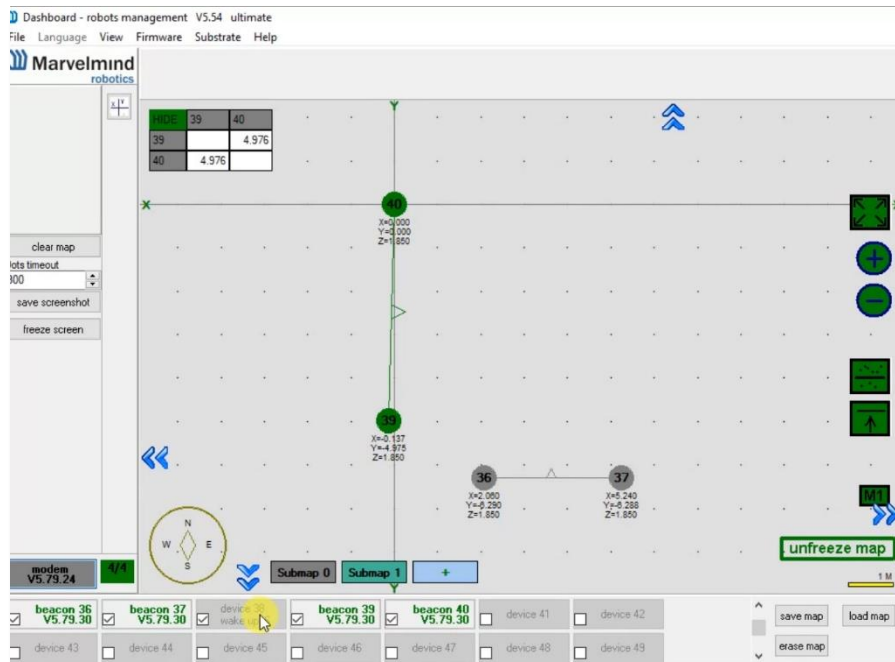 Dashboard - robots management V5.54 ultimate
File Language View Firmware Substrate Help
Marvelmind
robotics
HIDE 39 40
39 4.976
40 4.976
Y
X
40
X=0.000
Y=0.000
Z=1.850
clear map
dots timeout
300
save screenshot
freeze screen
39
X=-0.137
Y=-4.975
Z=1.850
36
X=2.060
Y=-6.290
Z=1.850
37
X=5.240
Y=-6.288
Z=1.850
M1
N
W E
S
unfreeze map
modem
V5.79.24
4/4
Submap 0 Submap 1 +
Y
1 M
beacon 36
V5.79.30
beacon 37
V5.79.30
device 38
wake up
beacon 39
V5.79.30
beacon 40
V5.79.30
device 41
device 42
save map load map
device 43
device 44
device 45
device 46
device 47
device 48
device 49
erase map